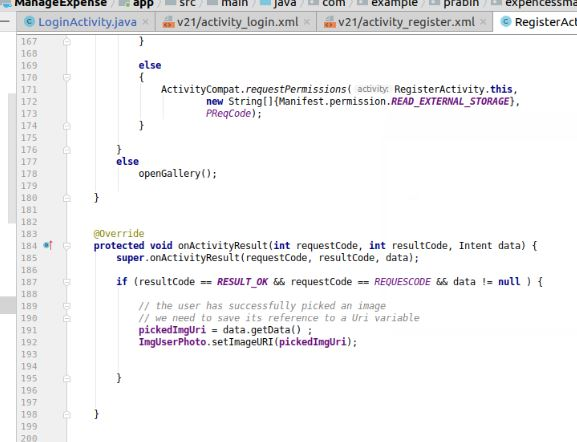 ManageExpense app src main java com example prabin expencessma
LoginActivity.java × v21/activity_login.xml × v21/activity_register.xml × RegisterAct
167 }
168
169 else
170 {
171 ActivityCompat.requestPermissions( activity: RegisterActivity.this,
172 new String[]{Manifest.permission.READ_EXTERNAL_STORAGE},
173 PReqCode);
174 }
175
176 }
177 else
178 openGallery();
179
180 }
181
182
183 @Override
184 protected void onActivityResult(int requestCode, int resultCode, Intent data) {
185 super.onActivityResult(requestCode, resultCode, data);
186
187 if (resultCode == RESULT_OK && requestCode == REQUESCODE && data != null ) {
188
189 // the user has successfully picked an image
190 // we need to save its reference to a Uri variable
191 pickedImgUri = data.getData() ;
192 ImgUserPhoto.setImageURI(pickedImgUri);
193
194
195 }
196
197
198 }
199
200